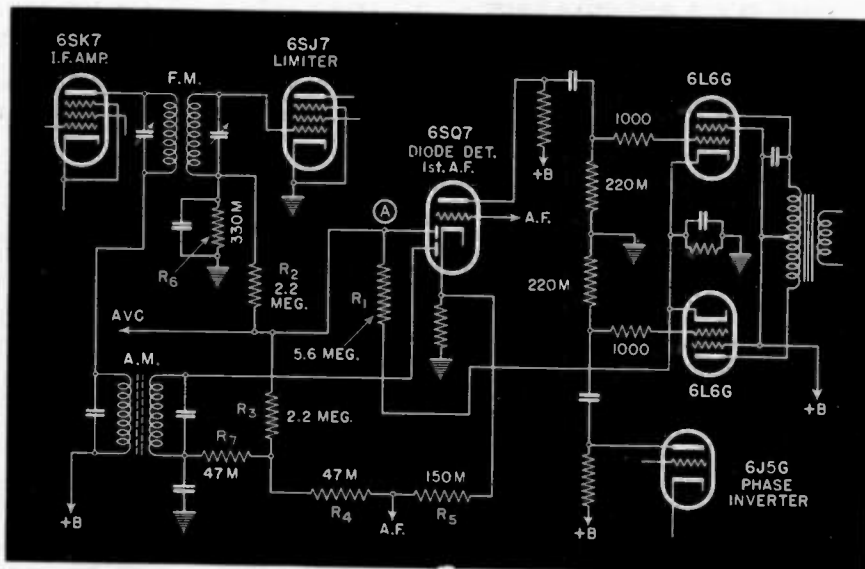 6SK7
I.F. AMP.
F.M.
6SJ7
LIMITER
6SQ7
DIODE DET.
1st. A.F.
+B
A.F.
1000
6L6G
220M
330M
R6
R2
2.2
MEG.
A
R1
5.6 MEG.
AVC
220M
1000
6L6G
+B
A.M.
R3
2.2 MEG.
R7
47M
47M
R4
A.F.
150M
R5
+B
+B
6J5G
PHASE
INVERTER